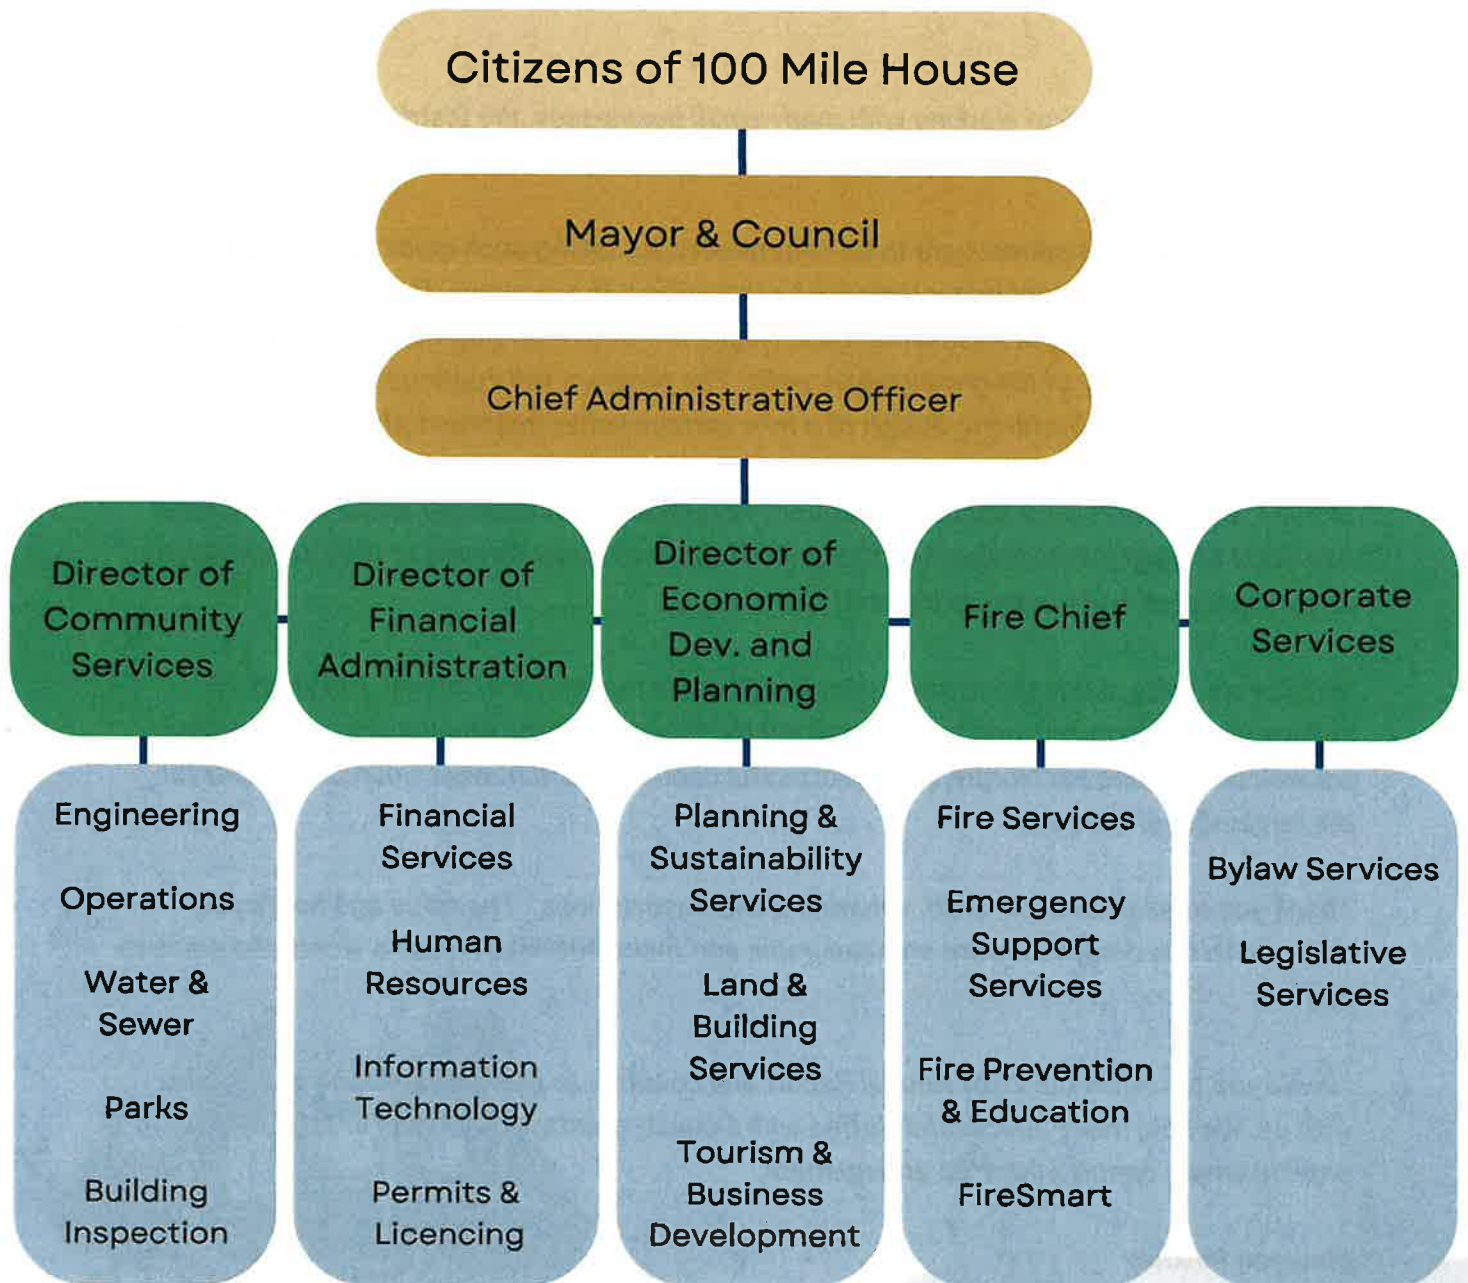 Citizens of 100 Mile House
Mayor & Council
Chief Administrative Officer
Director of
Community
Services
Director of
Financial
Administration
Director of
Economic
Dev. and
Planning
Fire Chief
Corporate
Services
Engineering
Operations
Water &
Sewer
Parks
Building
Inspection
Financial
Services
Human
Resources
Information
Technology
Permits &
Licencing
Planning &
Sustainability
Services
Land &
Building
Services
Tourism &
Business
Development
Fire Services
Emergency
Support
Services
Fire Prevention
& Education
FireSmart
Bylaw Services
Legislative
Services